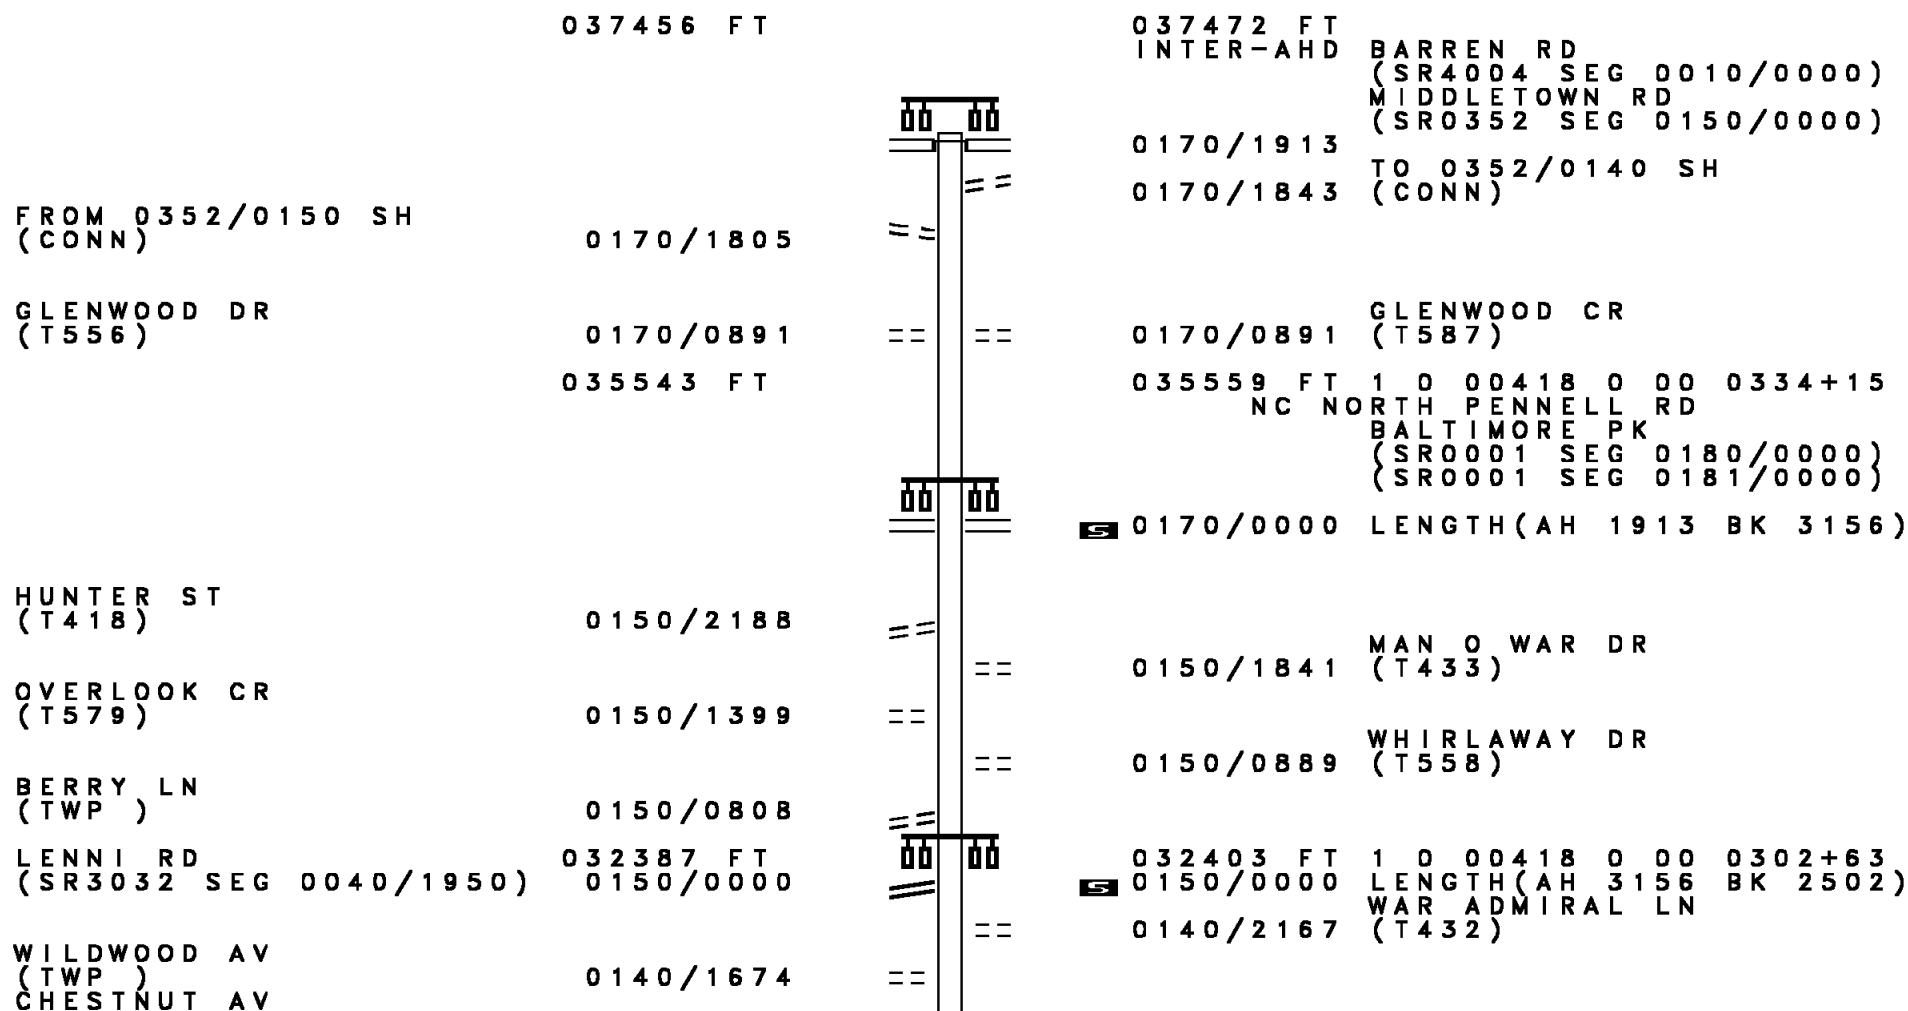 037456 FT 037472 FT
INTER-AHD BARREN RD
(SR4004 SEG 0010/0000)
MIDDLETOWN RD
(SR0352 SEG 0150/0000)
0170/1913
TO 0352/0140 SH
0170/1843 (CONN)
FROM 0352/0150 SH
(CONN) 0170/1805
GLENWOOD DR GLENWOOD CR
(T556) 0170/0891 0170/0891 (T587)
035543 FT 035559 FT 1 0 00418 0 00 0334+15
NC NORTH PENNELL RD
BALTIMORE PK
(SR0001 SEG 0180/0000)
(SR0001 SEG 0181/0000)
S 0170/0000 LENGTH(AH 1913 BK 3156)
HUNTER ST
(T418) 0150/2188
MAN O WAR DR
0150/1841 (T433)
OVERLOOK CR
(T579) 0150/1399
WHIRLAWAY DR
0150/0889 (T558)
BERRY LN
(TWP ) 0150/0808
LENNI RD 032387 FT 032403 FT 1 0 00418 0 00 0302+63
(SR3032 SEG 0040/1950) 0150/0000 S 0150/0000 LENGTH(AH 3156 BK 2502)
WAR ADMIRAL LN
0140/2167 (T432)
WILDWOOD AV
(TWP ) 0140/1674
CHESTNUT AV